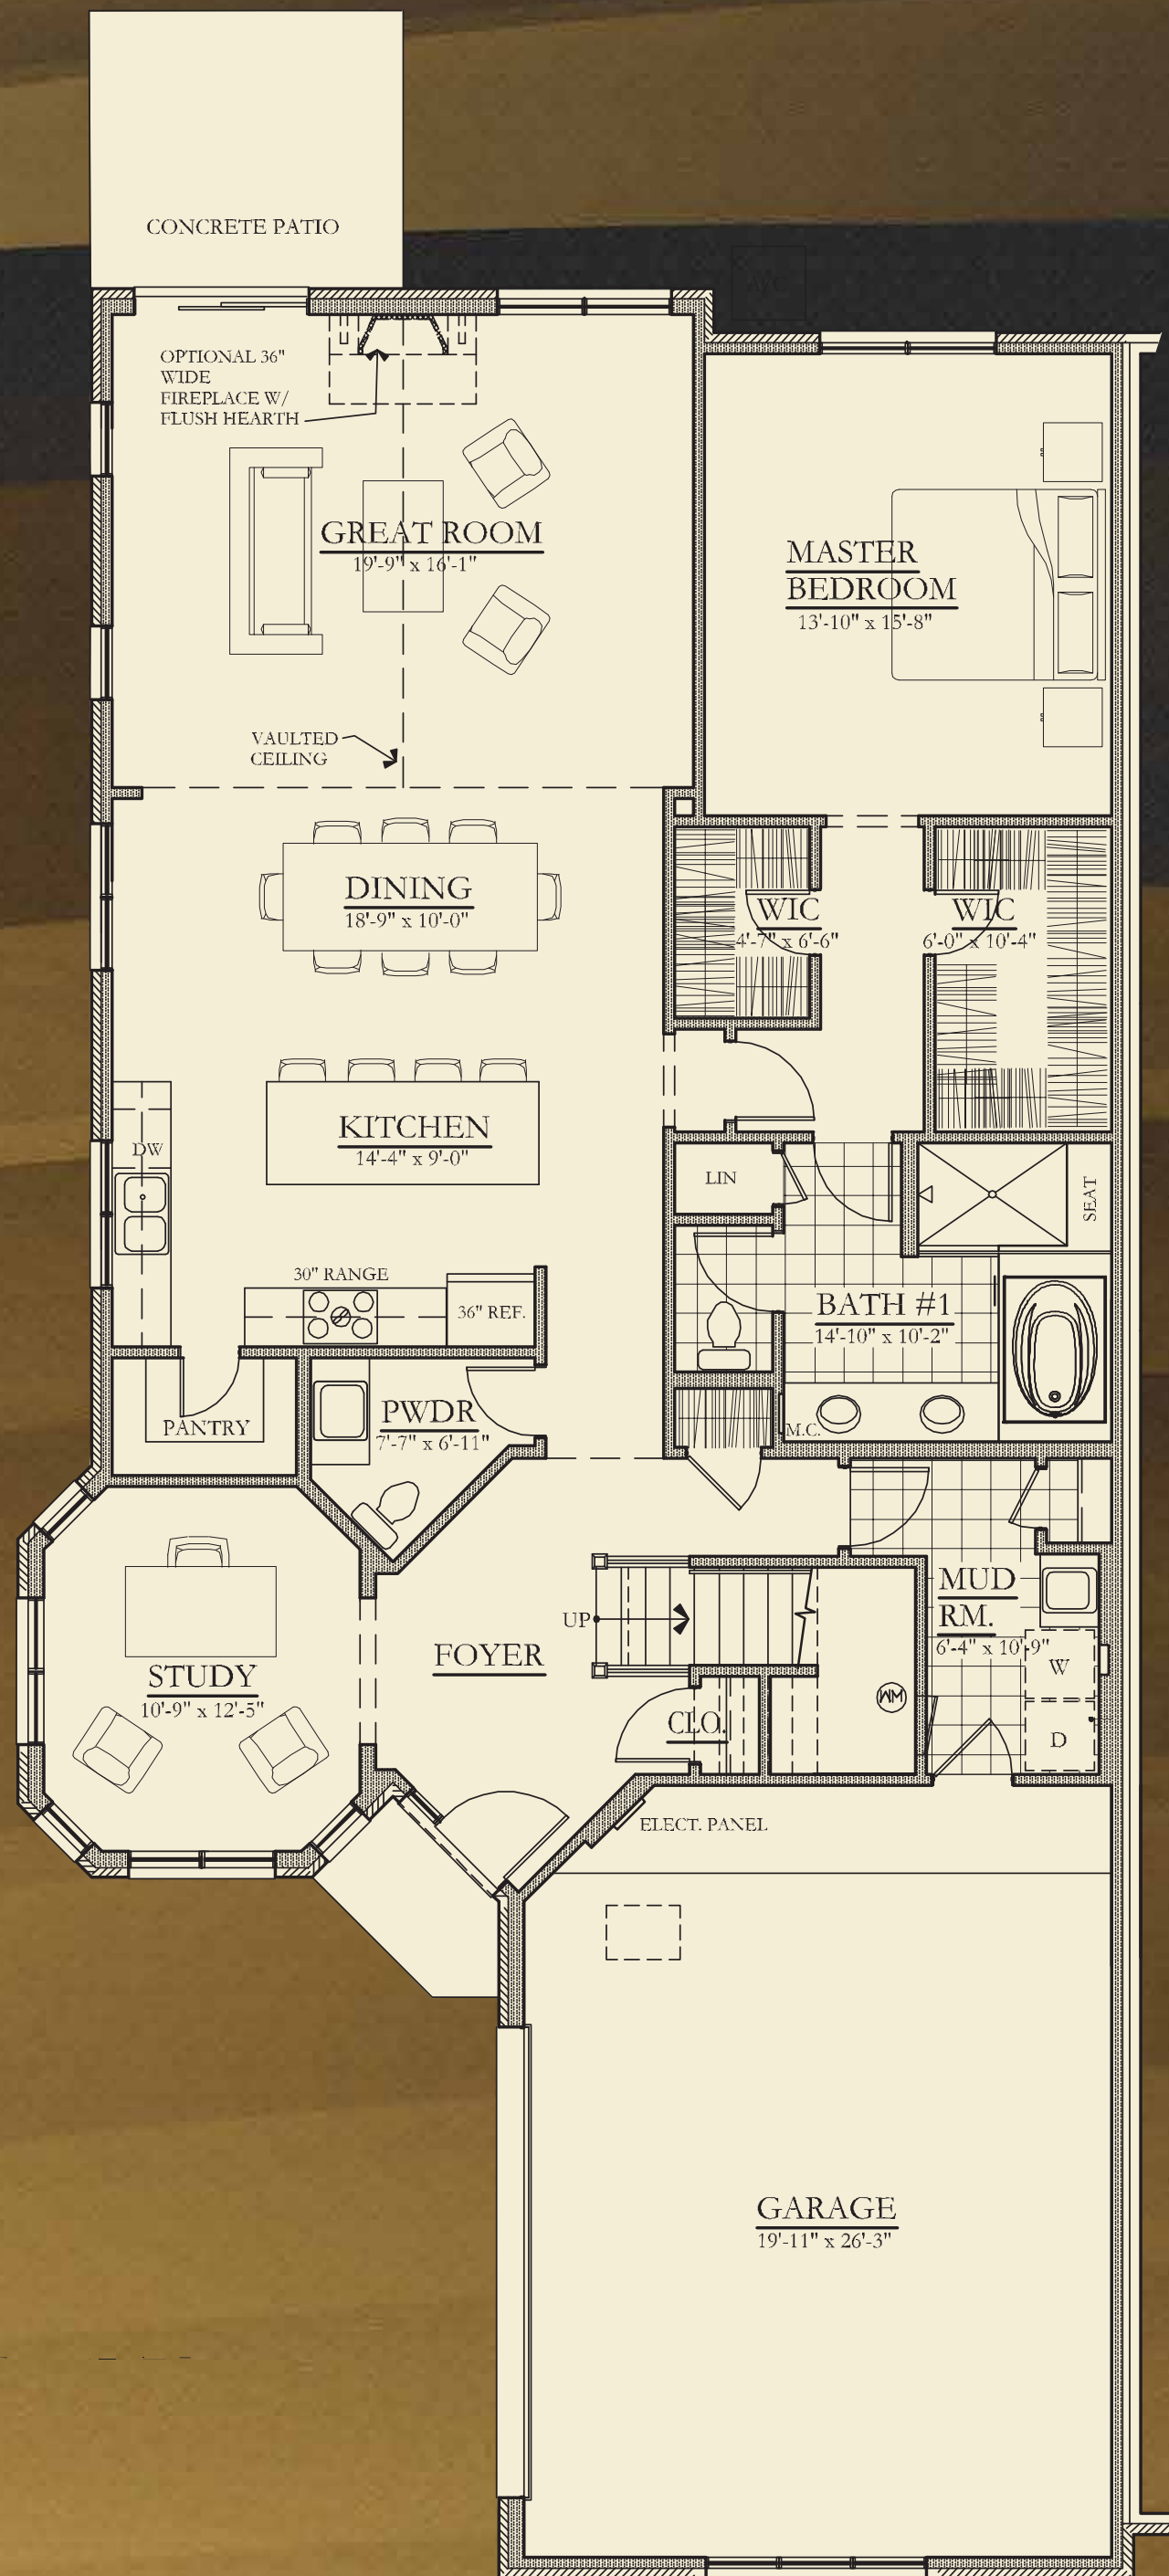 CONCRETE PATIO
OPTIONAL 36"
WIDE
FIREPLACE W/
FLUSH HEARTH
GREAT ROOM
19'-9" x 16'-1"
MASTER
BEDROOM
13'-10" x 15'-8"
VAULTED
CEILING
DINING
18'-9" x 10'-0"
WIC
4'-7" x 6'-6"
WIC
6'-0" x 10'-4"
KITCHEN
14'-4" x 9'-0"
DW
LIN
SEAT
30" RANGE
36" REF.
BATH #1
14'-10" x 10'-2"
PANTRY
PWDR
7'-7" x 6'-11"
M.C.
MUD
RM.
6'-4" x 10'-9"
UP
FOYER
STUDY
10'-9" x 12'-5"
W
WM
CLO.
D
ELECT. PANEL
GARAGE
19'-11" x 26'-3"